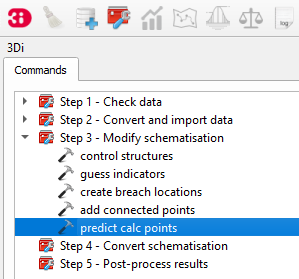 3i
log
3Di
Commands
Step 1 - Check data
Step 2 - Convert and import data
Step 3 - Modify schematisation
control structures
guess indicators
create breach locations
add connected points
predict calc points
Step 4 - Convert schematisation
Step 5 - Post-process results